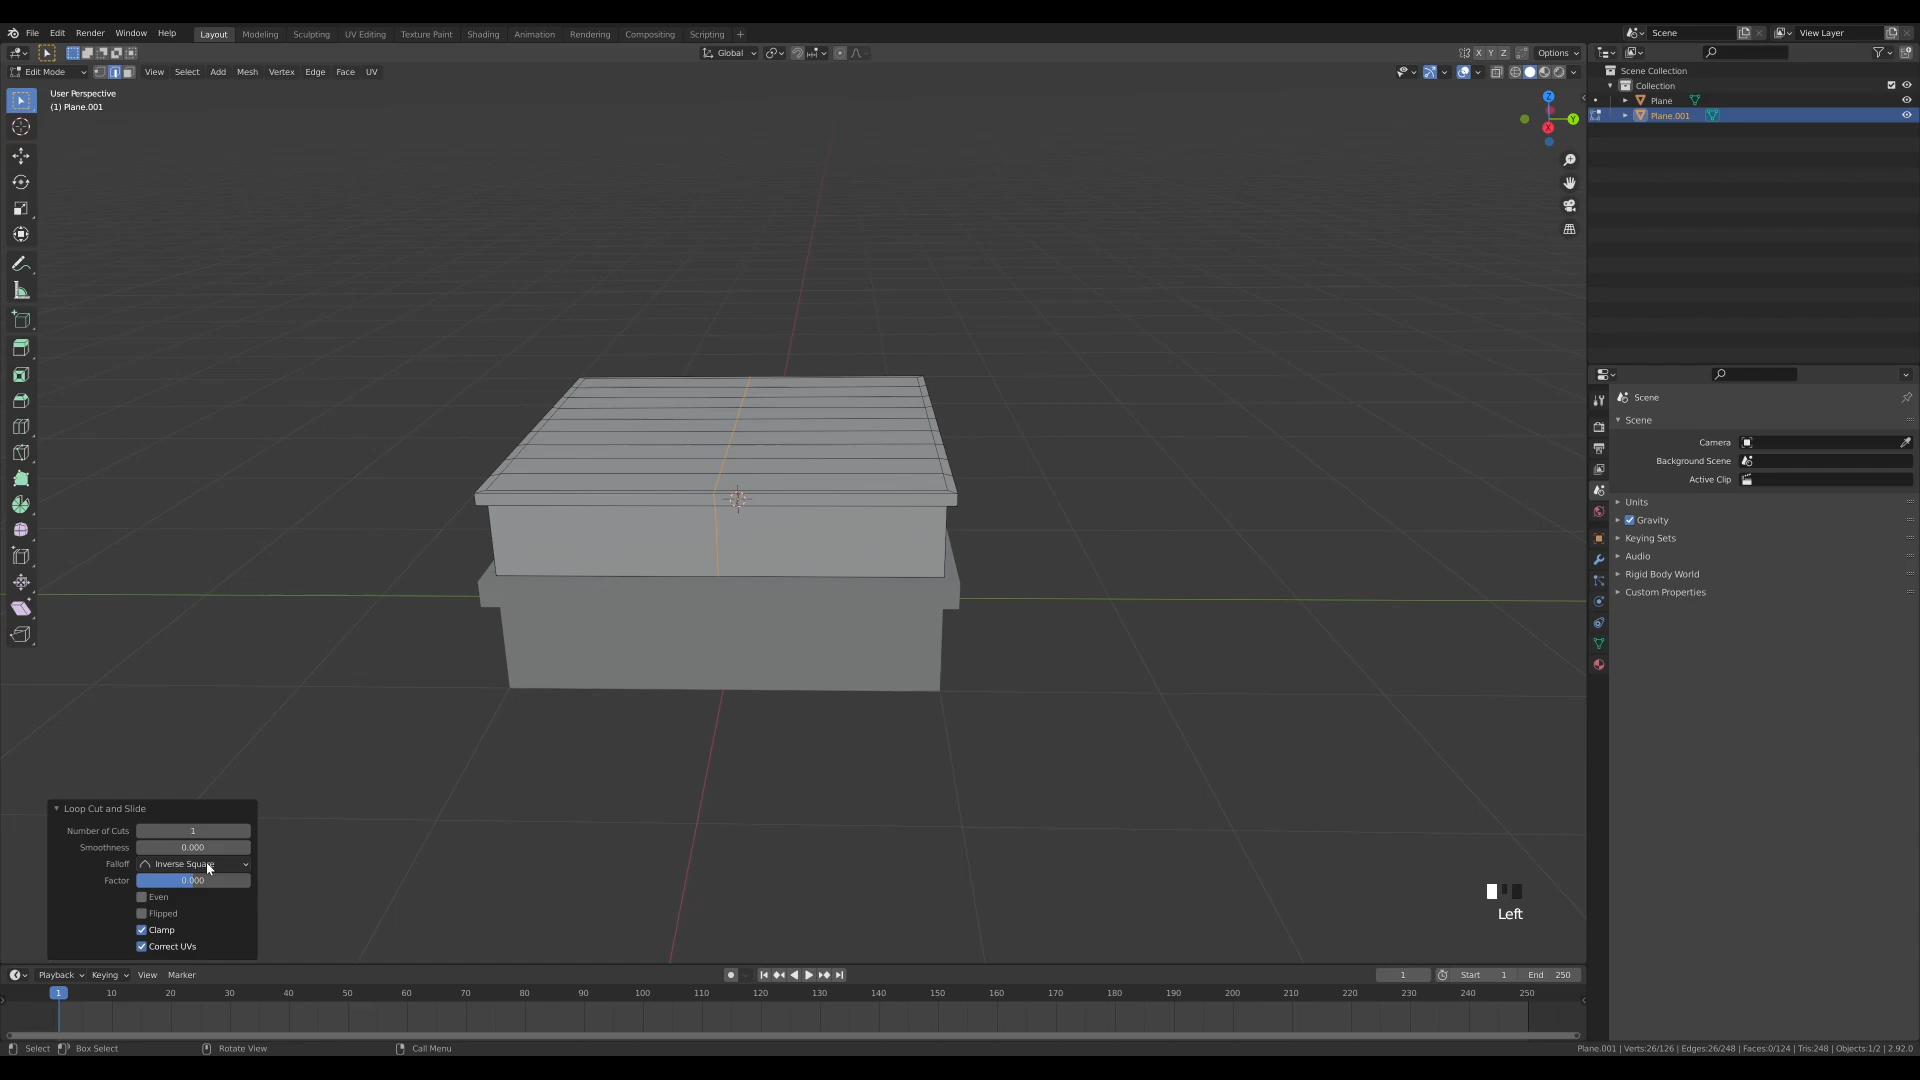 File Edit Render Window Help Layout Modeling Sculpting UV Editing Texture Paint Shading Animation Rendering Compositing Scripting + Scene View Layer
Global X Y Z Options
Edit Mode View Select Add Mesh Vertex Edge Face UV
Scene Collection
Collection
Plane
Plane.001
User Perspective
(1) Plane.001
Z
Y
X
Scene
Scene
Camera
Background Scene
Active Clip
Units
Gravity
Keying Sets
Audio
Rigid Body World
Custom Properties
Loop Cut and Slide
Number of Cuts 1
Smoothness 0.000
Falloff Inverse Square
Factor 0.000
Even
Flipped
Clamp
Correct UVs
Left
Playback Keying View Marker 1 Start 1 End 250
1 10 20 30 40 50 60 70 80 90 100 110 120 130 140 150 160 170 180 190 200 210 220 230 240 250
Select Box Select Rotate View Call Menu Plane.001 | Verts:26/126 | Edges:26/248 | Faces:0/124 | Tris:248 | Objects:1/2 | 2.92.0